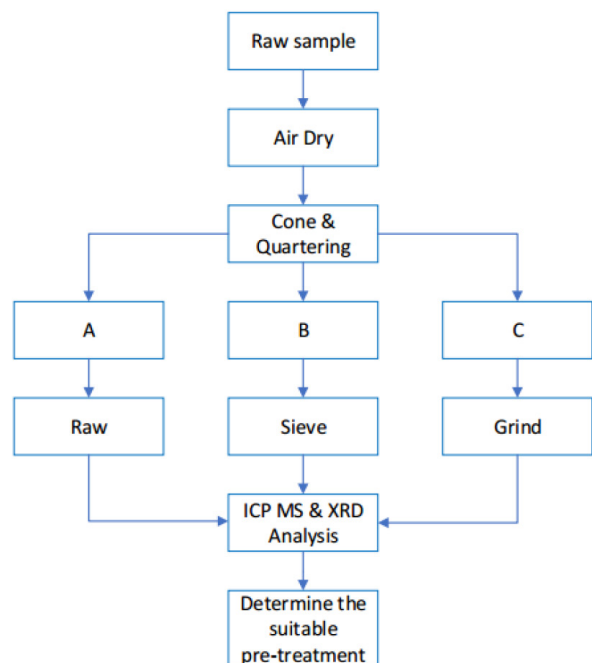 Raw sample
Air Dry
Cone &
Quartering
A
B
C
Raw
Sieve
Grind
ICP MS & XRD
Analysis
Determine the
suitable
pre-treatment